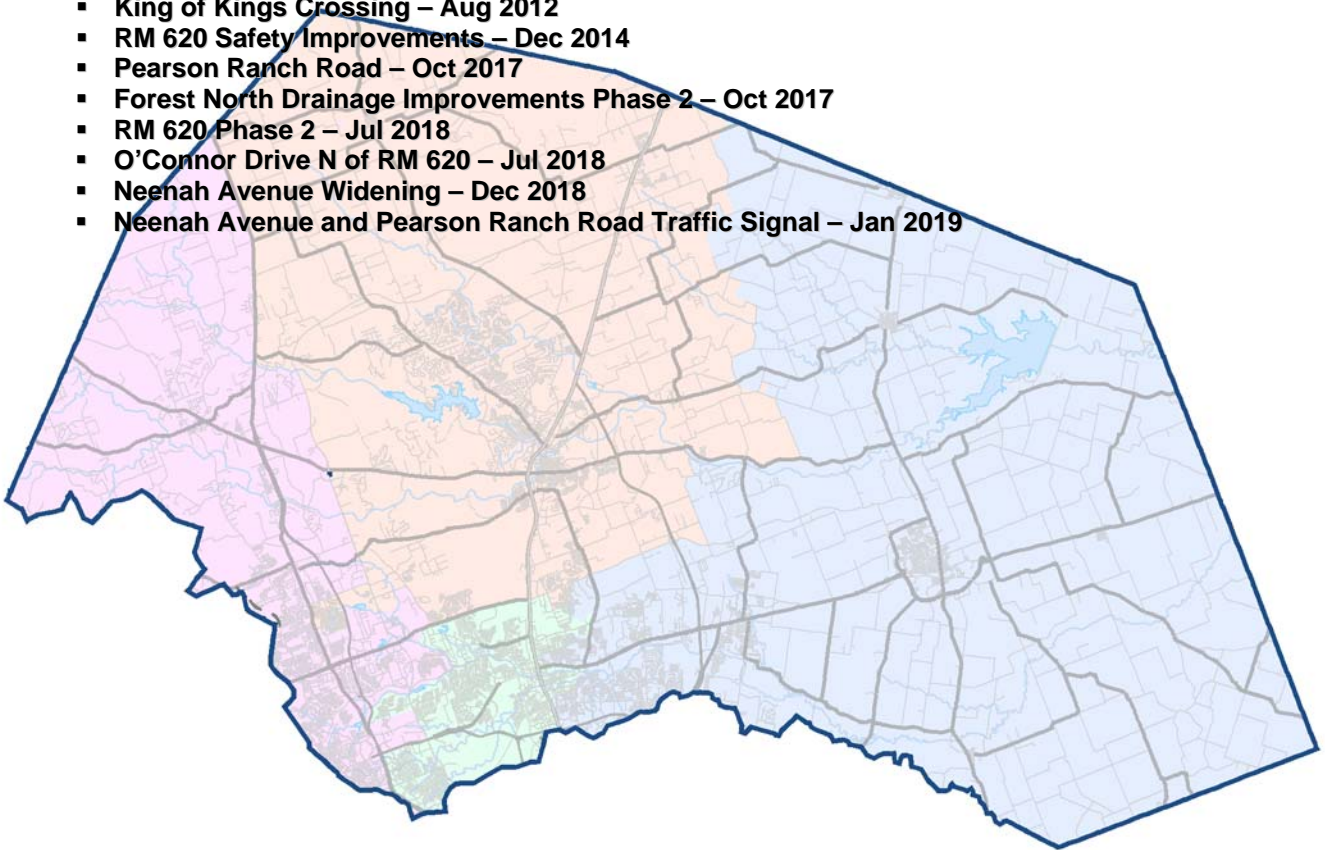 ▪ King of Kings Crossing – Aug 2012
▪ RM 620 Safety Improvements – Dec 2014
▪ Pearson Ranch Road – Oct 2017
▪ Forest North Drainage Improvements Phase 2 – Oct 2017
▪ RM 620 Phase 2 – Jul 2018
▪ O’Connor Drive N of RM 620 – Jul 2018
▪ Neenah Avenue Widening – Dec 2018
▪ Neenah Avenue and Pearson Ranch Road Traffic Signal – Jan 2019